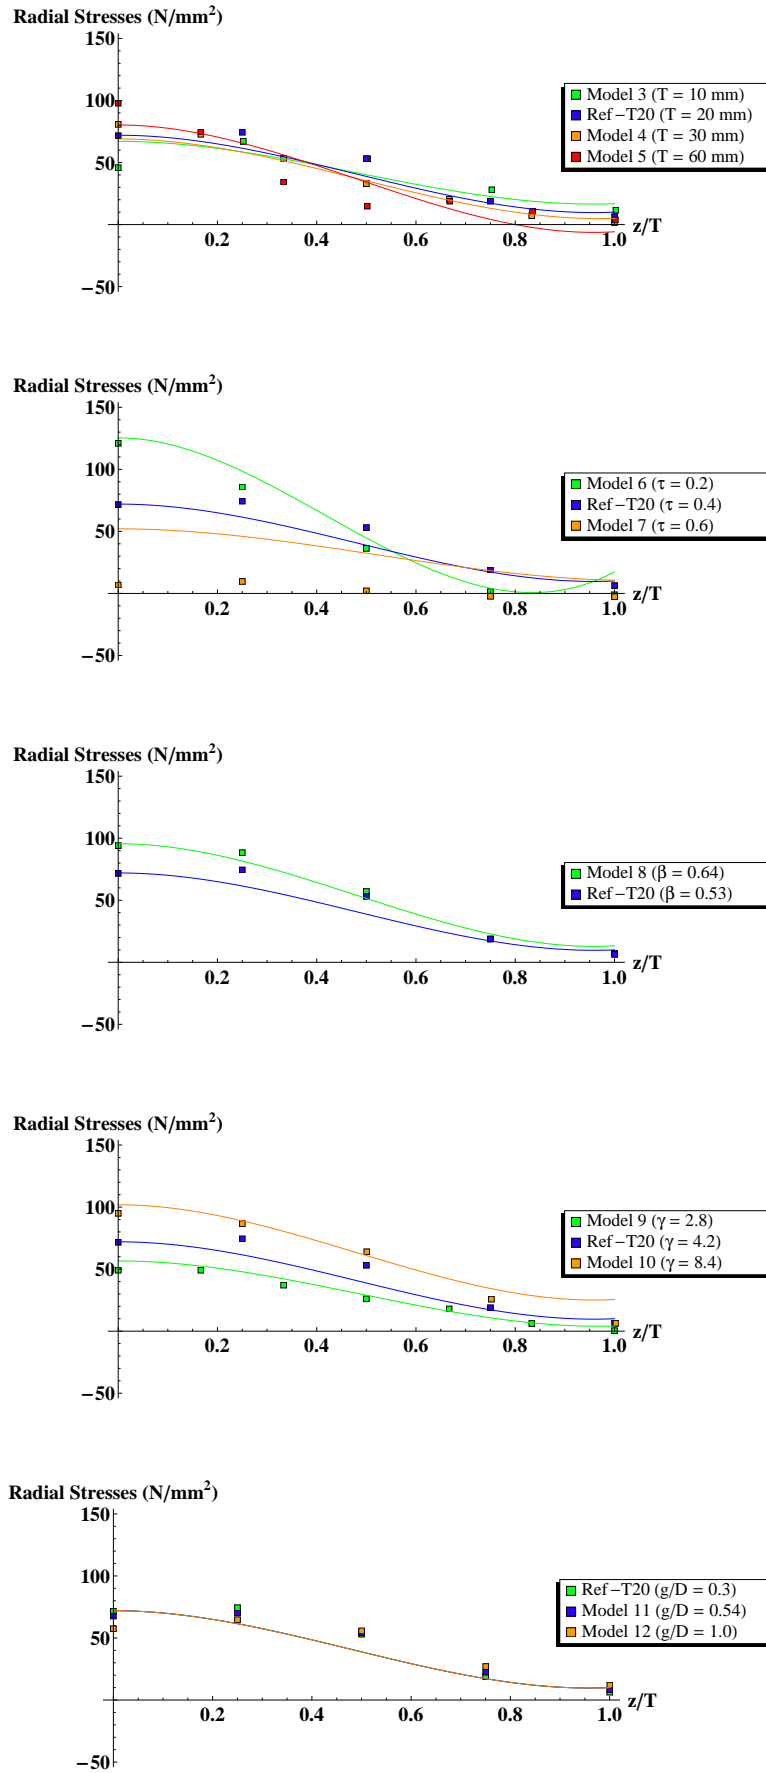 Radial Stresses (N/mm²)
150
100
50
−50
0.2 0.4 0.6 0.8 1.0 z/T
Model 3 (T = 10 mm)
Ref−T20 (T = 20 mm)
Model 4 (T = 30 mm)
Model 5 (T = 60 mm)
Radial Stresses (N/mm²)
150
100
50
−50
0.2 0.4 0.6 0.8 1.0 z/T
Model 6 (τ = 0.2)
Ref−T20 (τ = 0.4)
Model 7 (τ = 0.6)
Radial Stresses (N/mm²)
150
100
50
−50
0.2 0.4 0.6 0.8 1.0 z/T
Model 8 (β = 0.64)
Ref−T20 (β = 0.53)
Radial Stresses (N/mm²)
150
100
50
−50
0.2 0.4 0.6 0.8 1.0 z/T
Model 9 (γ = 2.8)
Ref−T20 (γ = 4.2)
Model 10 (γ = 8.4)
Radial Stresses (N/mm²)
150
100
50
−50
0.2 0.4 0.6 0.8 1.0 z/T
Ref−T20 (g/D = 0.3)
Model 11 (g/D = 0.54)
Model 12 (g/D = 1.0)